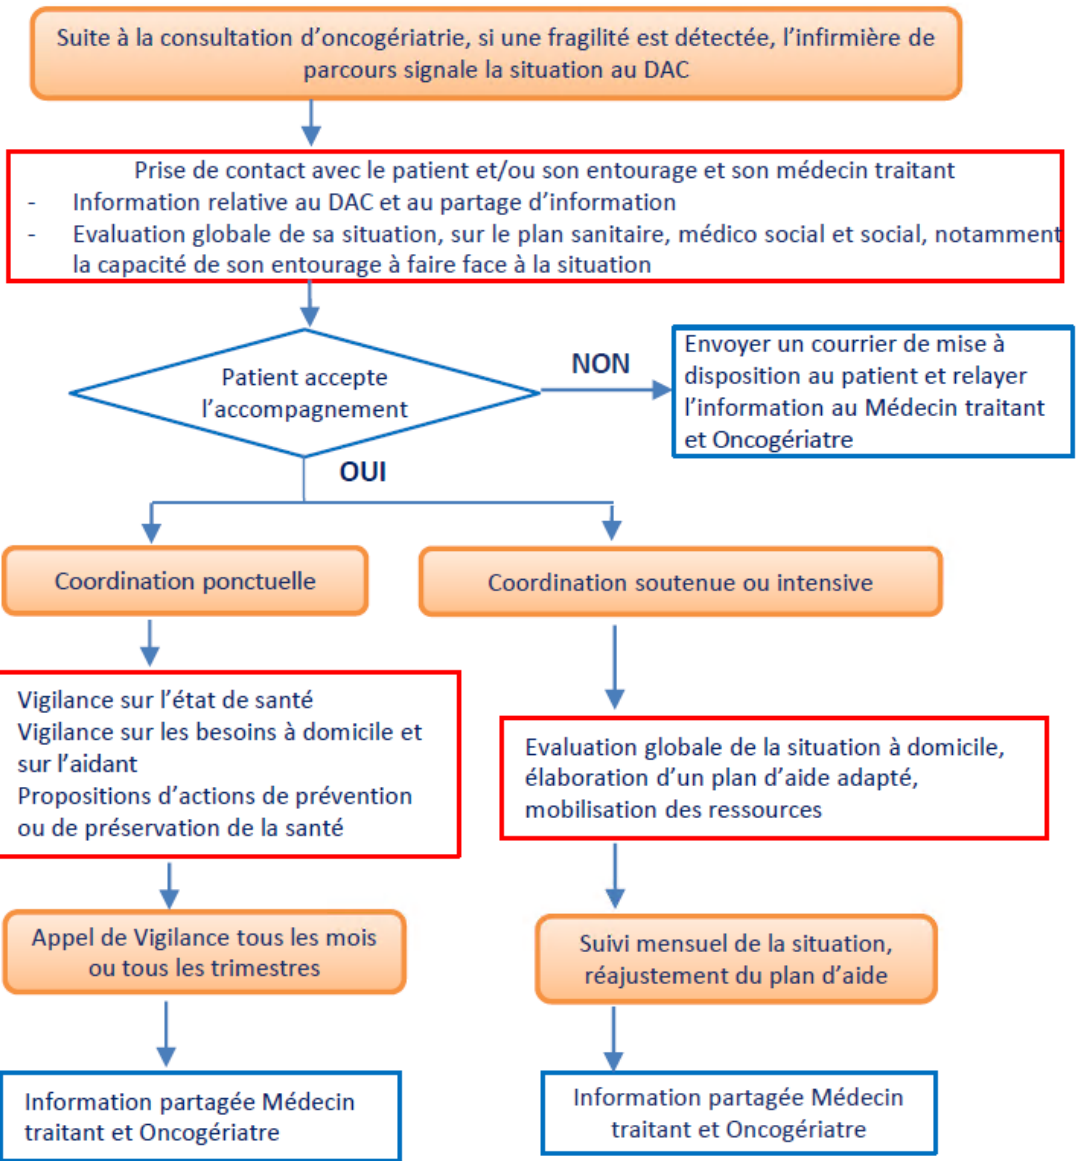 Suite à la consultation d'oncogériatrie, si une fragilité est détectée, l'infirmière de
parcours signale la situation au DAC
Prise de contact avec le patient et/ou son entourage et son médecin traitant
- Information relative au DAC et au partage d'information
- Evaluation globale de sa situation, sur le plan sanitaire, médico social et social, notamment
la capacité de son entourage à faire face à la situation
Patient accepte
l'accompagnement
NON
Envoyer un courrier de mise à
disposition au patient et relayer
l'information au Médecin traitant
et Oncogériatre
OUI
Coordination ponctuelle
Coordination soutenue ou intensive
Vigilance sur l'état de santé
Vigilance sur les besoins à domicile et
sur l'aidant
Propositions d'actions de prévention
ou de préservation de la santé
Evaluation globale de la situation à domicile,
élaboration d'un plan d'aide adapté,
mobilisation des ressources
Appel de Vigilance tous les mois
ou tous les trimestres
Suivi mensuel de la situation,
réajustement du plan d'aide
Information partagée Médecin
traitant et Oncogériatre
Information partagée Médecin
traitant et Oncogériatre